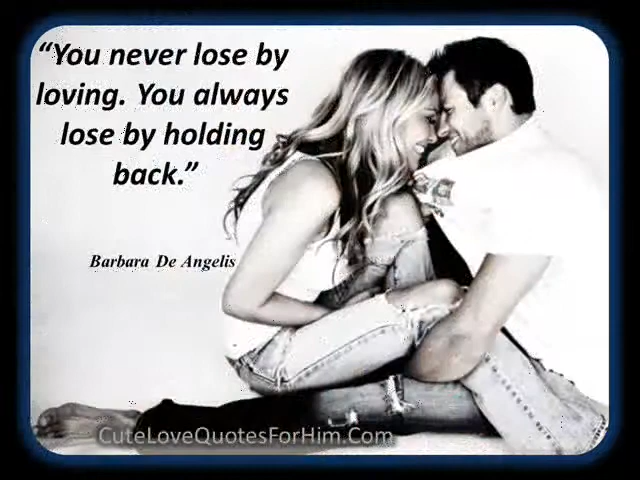 “You never lose by
loving. You always
lose by holding
back.”
Barbara De Angelis
CuteLoveQuotesForHim.Com